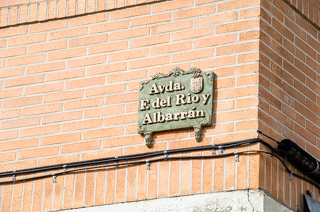 Avda.
F. del Río y
Albarrán